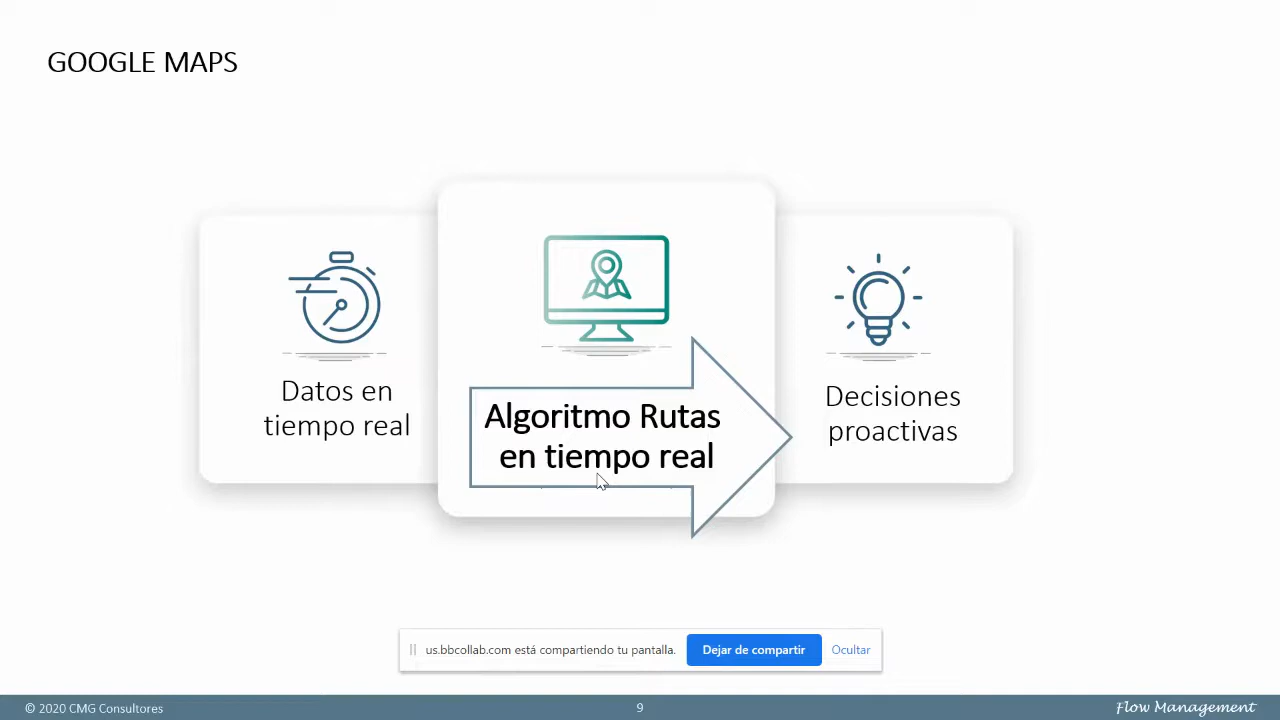 GOOGLE MAPS
Datos en
tiempo real
Algoritmo Rutas
en tiempo real
Decisiones
proactivas
us.bbcollab.com está compartiendo tu pantalla.
Dejar de compartir
Ocultar
© 2020 CMG Consultores
9
Flow Management